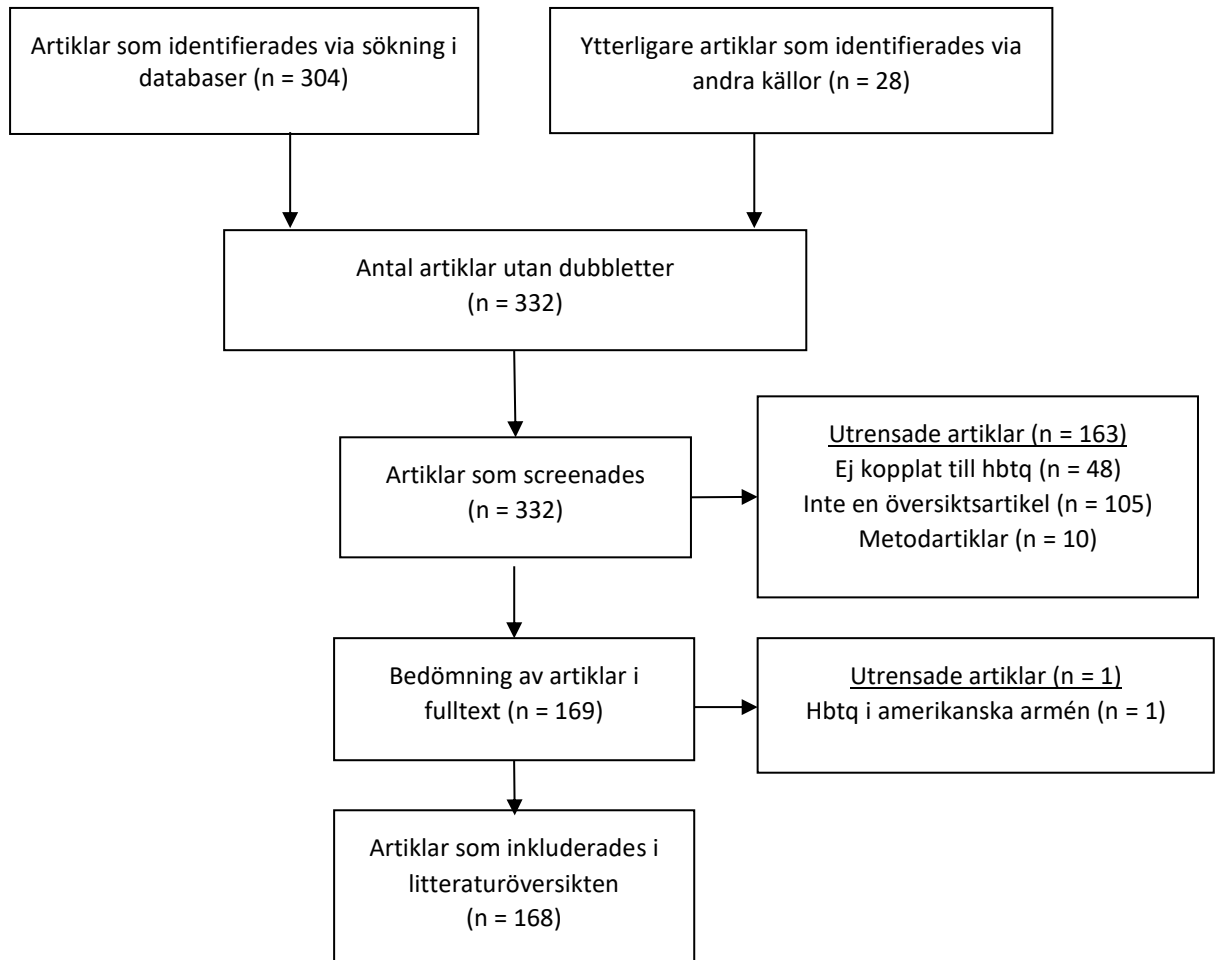 Artiklar som identifierades via sökning i
databaser (n = 304)
Ytterligare artiklar som identifierades via
andra källor (n = 28)
Antal artiklar utan dubbletter
(n = 332)
Artiklar som screenades
(n = 332)
Utrensade artiklar (n = 163)
Ej kopplat till hbtq (n = 48)
Inte en översiktsartikel (n = 105)
Metodartiklar (n = 10)
Bedömning av artiklar i
fulltext (n = 169)
Utrensade artiklar (n = 1)
Hbtq i amerikanska armén (n = 1)
Artiklar som inkluderades i
litteraturöversikten
(n = 168)